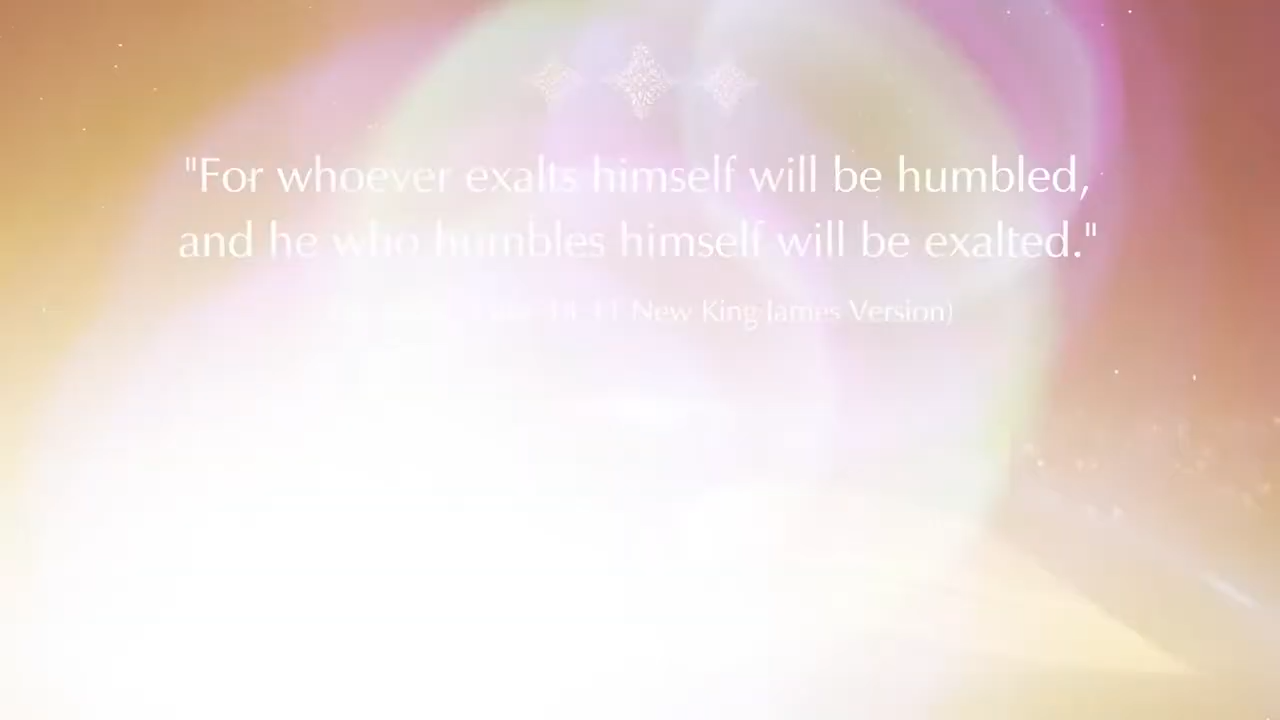 "For whoever exalts himself will be humbled,
and he who humbles himself will be exalted."
New King James Version)